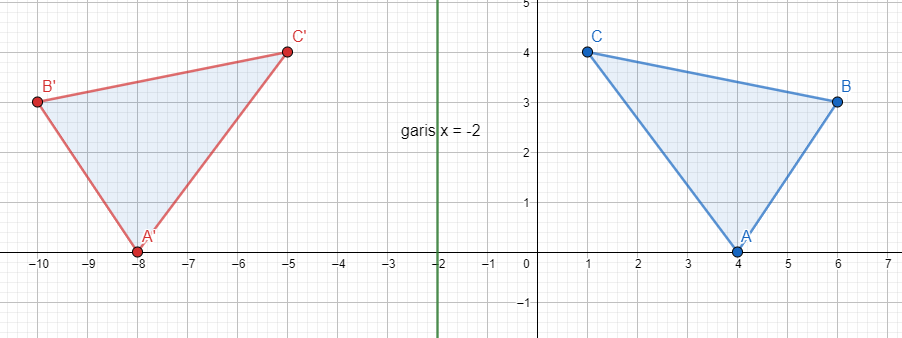 5
C'
C
4
B'
B
3
garis x = -2
2
1
A'
A
–10 –9 –8 –7 –6 –5 –4 –3 –2 –1 0 1 2 3 4 5 6 7
–1